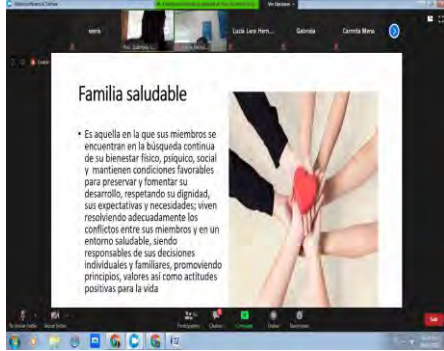 Lucia Lara Hern...
Gabriela
Carmita Mena
Familia saludable
• Es aquella en la que sus miembros se
encuentran en la búsqueda continua
de su bienestar físico, psíquico, social
y mantienen condiciones favorables
para preservar y fomentar su
desarrollo, respetando su dignidad,
sus expectativas y necesidades; viven
resolviendo adecuadamente los
conflictos entre sus miembros y en un
entorno saludable, siendo
responsables de sus decisiones
individuales y familiares, promoviendo
principios, valores así como actitudes
positivas para la vida
Salir